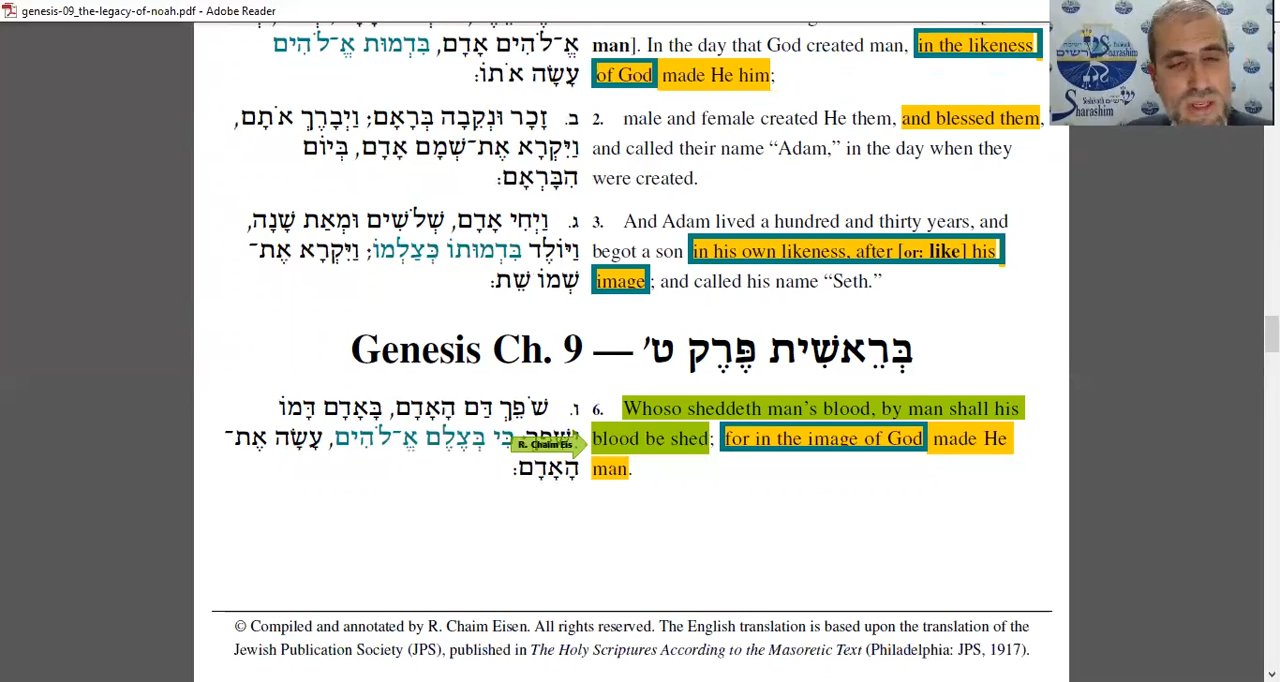 genesis-09_the-legacy-of-noah.pdf - Adobe Reader
אֱ־לֹהִים אָדָם, בִּדְמוּת אֱ־לֹהִים
עָשָׂה אֹתוֹ:
man]. In the day that God created man, in the likeness
of God made He him;
ב. זָכָר וּנְקֵבָה בְּרָאָם; וַיְבָרֶךְ אֹתָם,
וַיִּקְרָא אֶת־שְׁמָם אָדָם, בְּיוֹם
הִבָּרְאָם:
2. male and female created He them, and blessed them,
and called their name “Adam,” in the day when they
were created.
ג. וַיְחִי אָדָם, שְׁלֹשִׁים וּמְאַת שָׁנָה,
וַיּוֹלֶד בִּדְמוּתוֹ כְּצַלְמוֹ; וַיִּקְרָא אֶת־
שְׁמוֹ שֵׁת:
3. And Adam lived a hundred and thirty years, and
begot a son in his own likeness, after [or: like] his
image; and called his name “Seth.”
Genesis Ch. 9 — בְּרֵאשִׁית פֶּרֶק ט׳
ו. שֹׁפֵךְ דַּם הָאָדָם, בָּאָדָם דָּמוֹ
יִשָּׁפֵךְ: כִּי בְּצֶלֶם אֱ־לֹהִים, עָשָׂה אֶת־
הָאָדָם:
R. Chaim Eis
6. Whoso sheddeth man’s blood, by man shall his
blood be shed; for in the image of God made He
man.
© Compiled and annotated by R. Chaim Eisen. All rights reserved. The English translation is based upon the translation of the
Jewish Publication Society (JPS), published in The Holy Scriptures According to the Masoretic Text (Philadelphia: JPS, 1917).
Sharashim